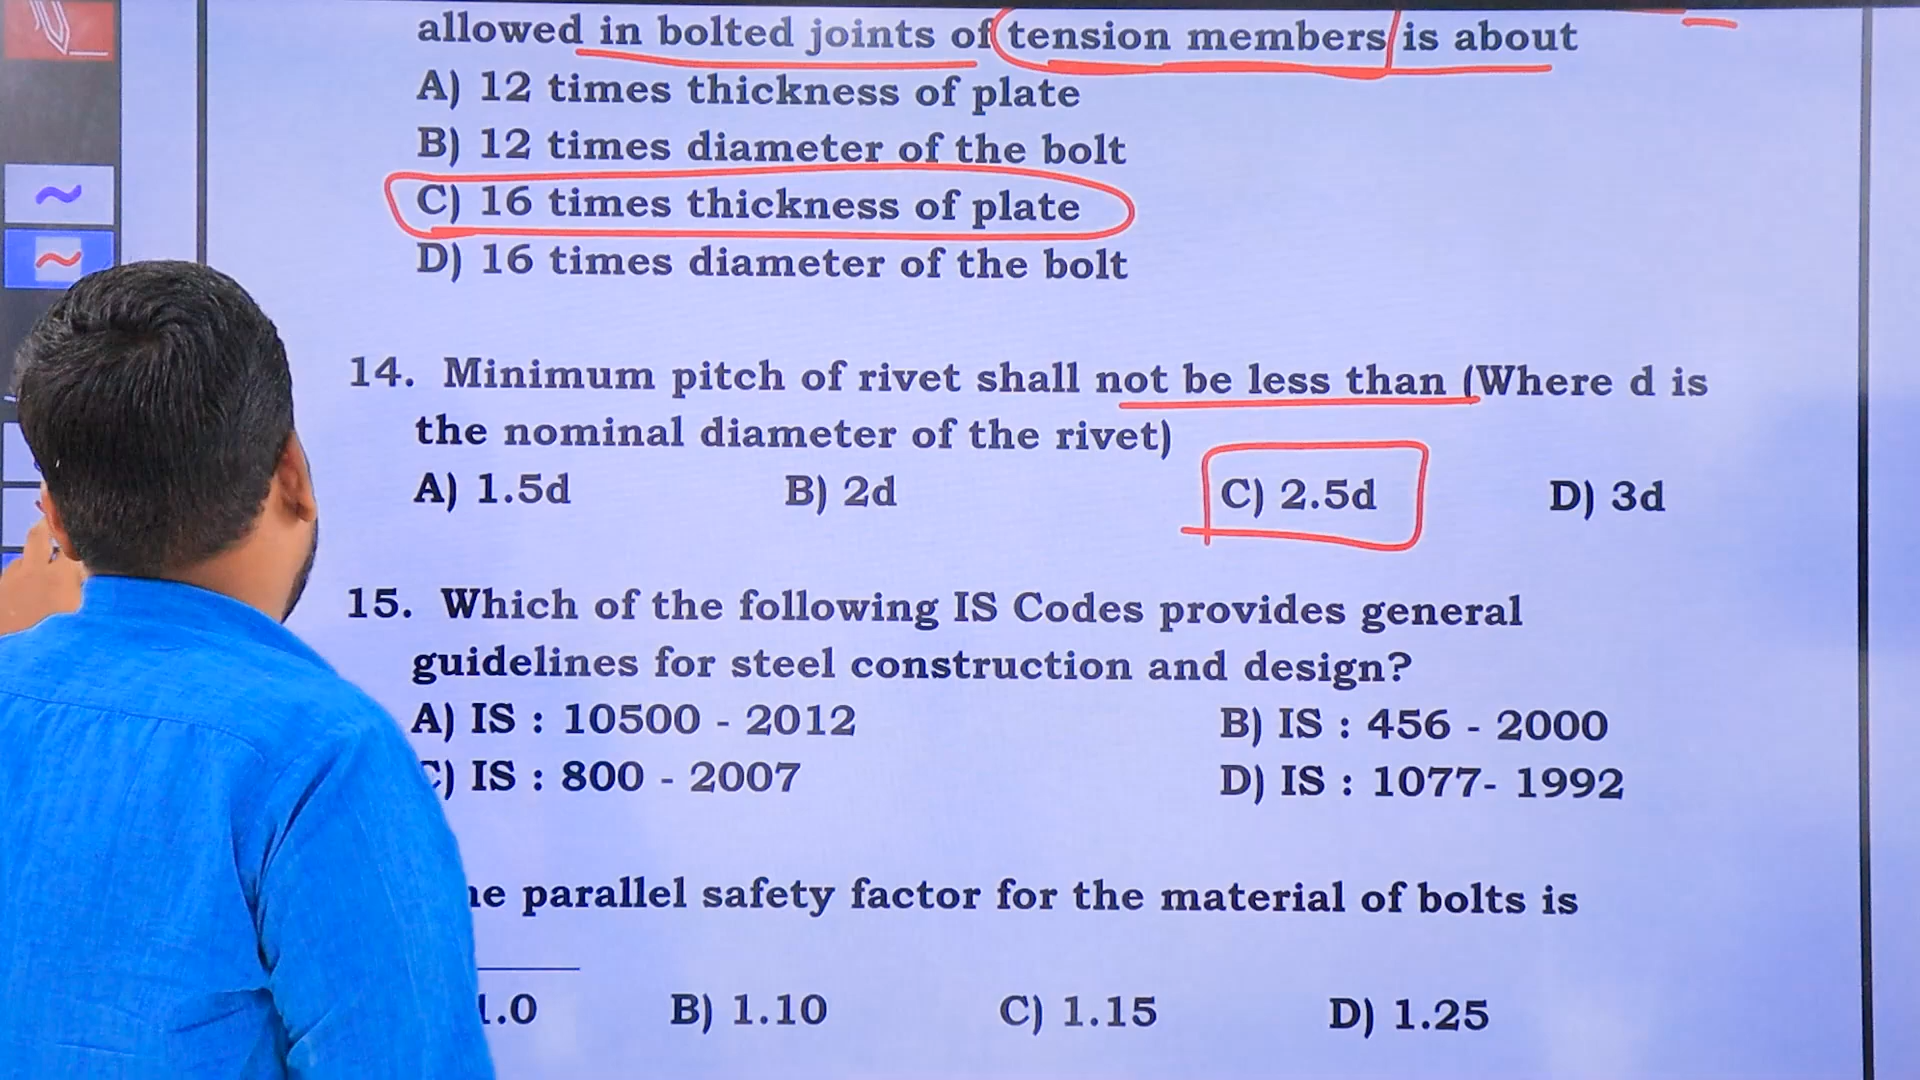 allowed in bolted joints of tension members is about
A) 12 times thickness of plate
B) 12 times diameter of the bolt
C) 16 times thickness of plate
D) 16 times diameter of the bolt
14. Minimum pitch of rivet shall not be less than (Where d is
the nominal diameter of the rivet)
A) 1.5d B) 2d C) 2.5d D) 3d
15. Which of the following IS Codes provides general
guidelines for steel construction and design?
A) IS : 10500 - 2012 B) IS : 456 - 2000
) IS : 800 - 2007 D) IS : 1077- 1992
parallel safety factor for the material of bolts is
1.0 B) 1.10 C) 1.15 D) 1.25